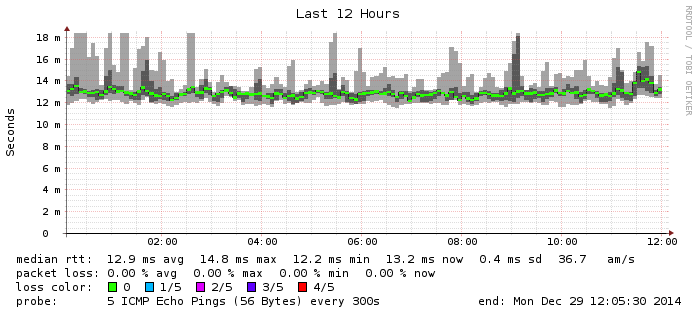 Last 12 Hours
RRDTOOL / TOBI OETIKER
Seconds
18 m
16 m
14 m
12 m
10 m
8 m
6 m
4 m
2 m
0
02:00 04:00 06:00 08:00 10:00 12:00
median rtt: 12.9 ms avg 14.8 ms max 12.2 ms min 13.2 ms now 0.4 ms sd 36.7 am/s
packet loss: 0.00 % avg 0.00 % max 0.00 % min 0.00 % now
loss color: 0 1/5 2/5 3/5 4/5
probe: 5 ICMP Echo Pings (56 Bytes) every 300s end: Mon Dec 29 12:05:30 2014